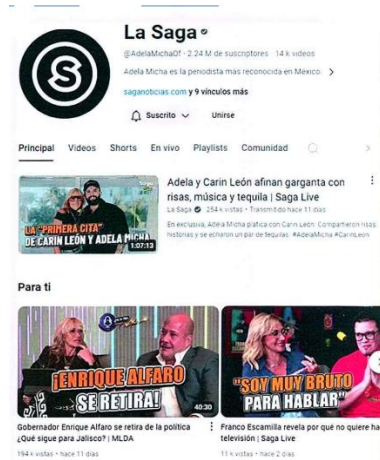 La Saga
@AdelaMichaOf · 2.24 M de suscriptores · 14 k videos
Adela Micha es la periodista más reconocida en México. >
saganoticias.com y 9 vínculos más
Suscrito
Unirse
Principal Videos Shorts En vivo Playlists Comunidad
LA "PRIMERA CITA"
DE CARIN LEÓN Y ADELA MICHA
1:07:13
Adela y Carin León afinan garganta con
risas, música y tequila | Saga Live
La Saga 254 k vistas • Transmitido hace 11 días
En exclusiva, Adela Micha platica con Carin León. Compartieron risas,
historias y se echaron un par de tequilas. #AdelaMicha #CarinLeón
Para ti
¡ENRIQUE ALFARO
SE RETIRA!
40:30
Gobernador Enrique Alfaro se retira de la política
¿Qué sigue para Jalisco? | MLDA
194 k vistas • hace 11 días
"SOY MUY BRUTO
PARA HABLAR"
Franco Escamilla revela por qué no quiere ha
televisión | Saga Live
11 k vistas • hace 2 días